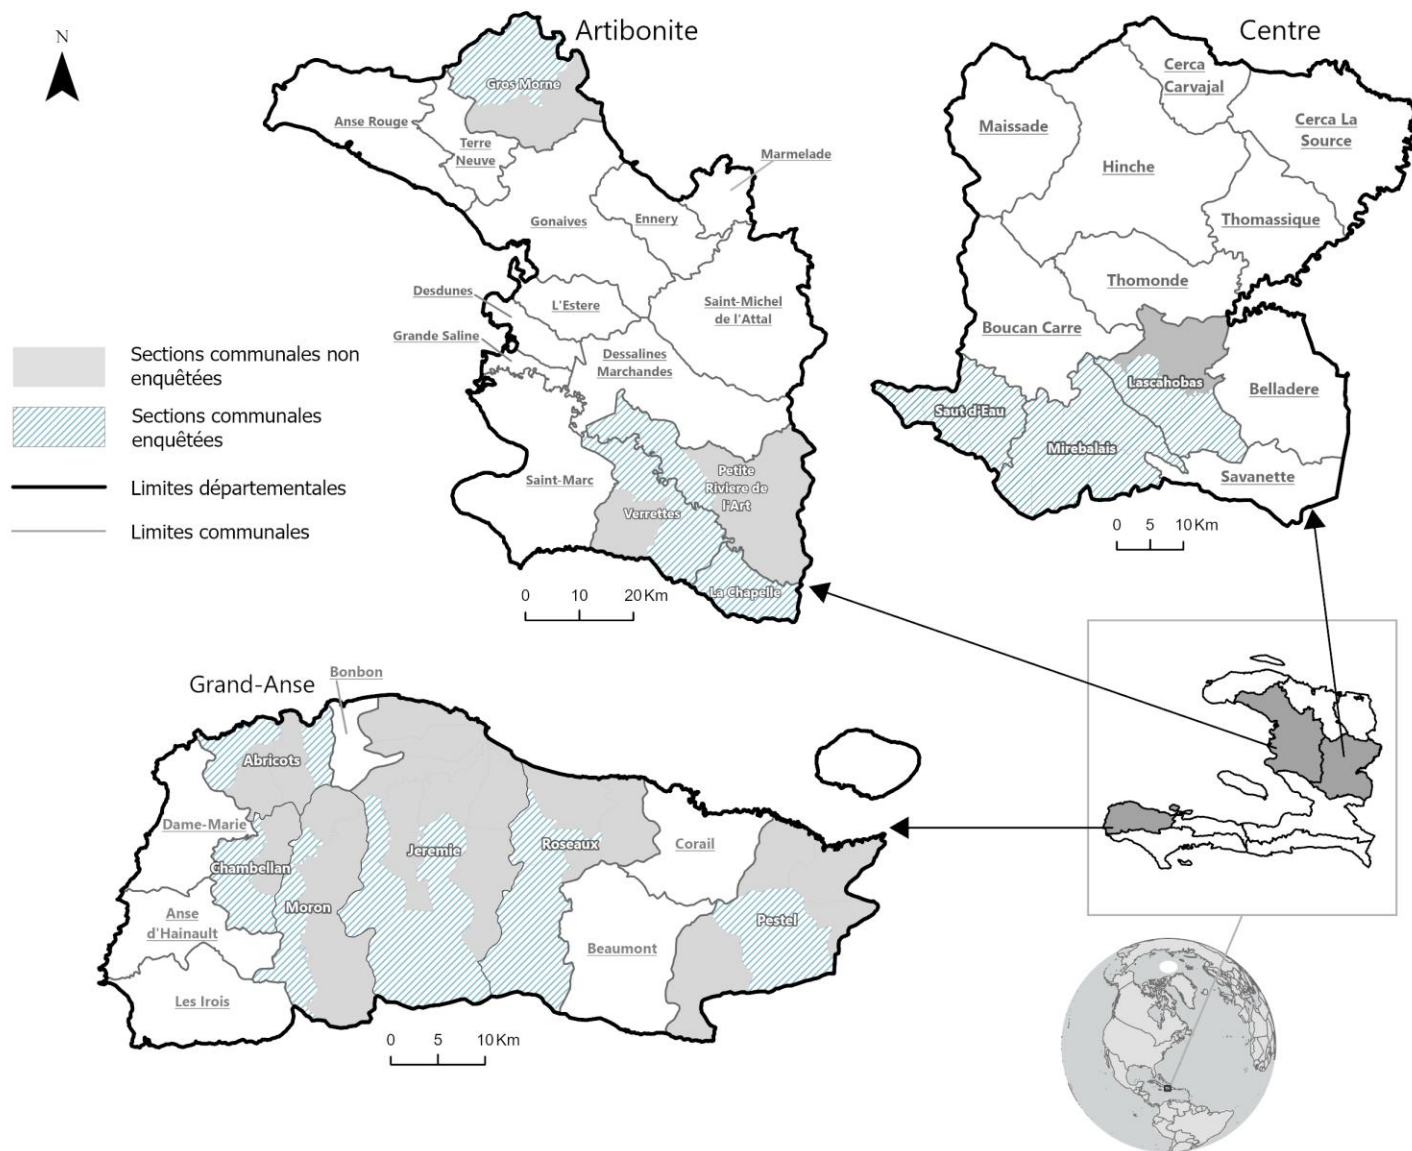 N
Artibonite
Gros Morne
Anse Rouge
Terre
Neuve
Marmelade
Gonaives
Ennery
Desdunes
L'Estere
Saint-Michel
de l'Attal
Grande Saline
Dessalines
Marchandes
Saint-Marc
Petite
Riviere de
l'Art
Verrettes
La Chapelle
0 10 20 Km
Centre
Cerca
Carvajal
Maissade
Cerca La
Source
Hinche
Thomassique
Thomonde
Boucan Carre
Lascahobas
Belladere
Saut d'Eau
Mirebalais
Savanette
0 5 10 Km
Sections communales non
enquêtées
Sections communales
enquêtées
Limites départementales
Limites communales
Grand-Anse
Bonbon
Abricots
Dame-Marie
Chambellan
Jeremie
Roseaux
Corail
Moron
Anse
d'Hainault
Pestel
Beaumont
Les Irois
0 5 10 Km